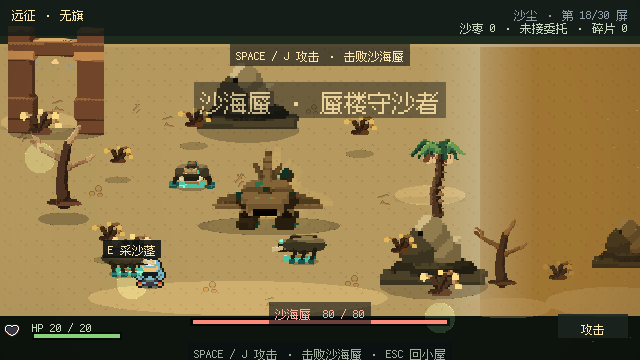 远征 · 无旗
沙尘 · 第 18/30 屏
沙枣 0 · 未接委托 · 碎片 0
SPACE / J 攻击 · 击败沙海蜃
沙海蜃 · 蜃楼守沙者
E 采沙蓬
沙海蜃 80 / 80
HP 20 / 20
攻击
SPACE / J 攻击 · 击败沙海蜃 · ESC 回小屋